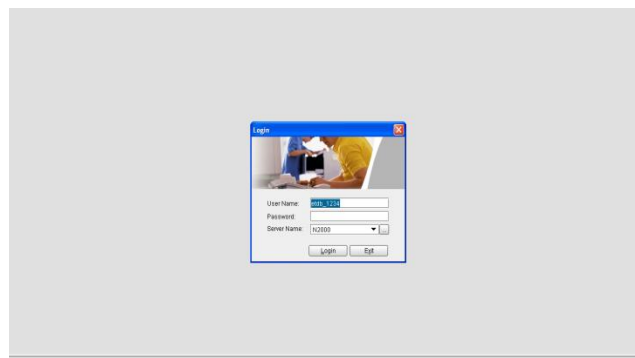 Login
User Name:
Password:
Server Name: N2000
...
Login Exit